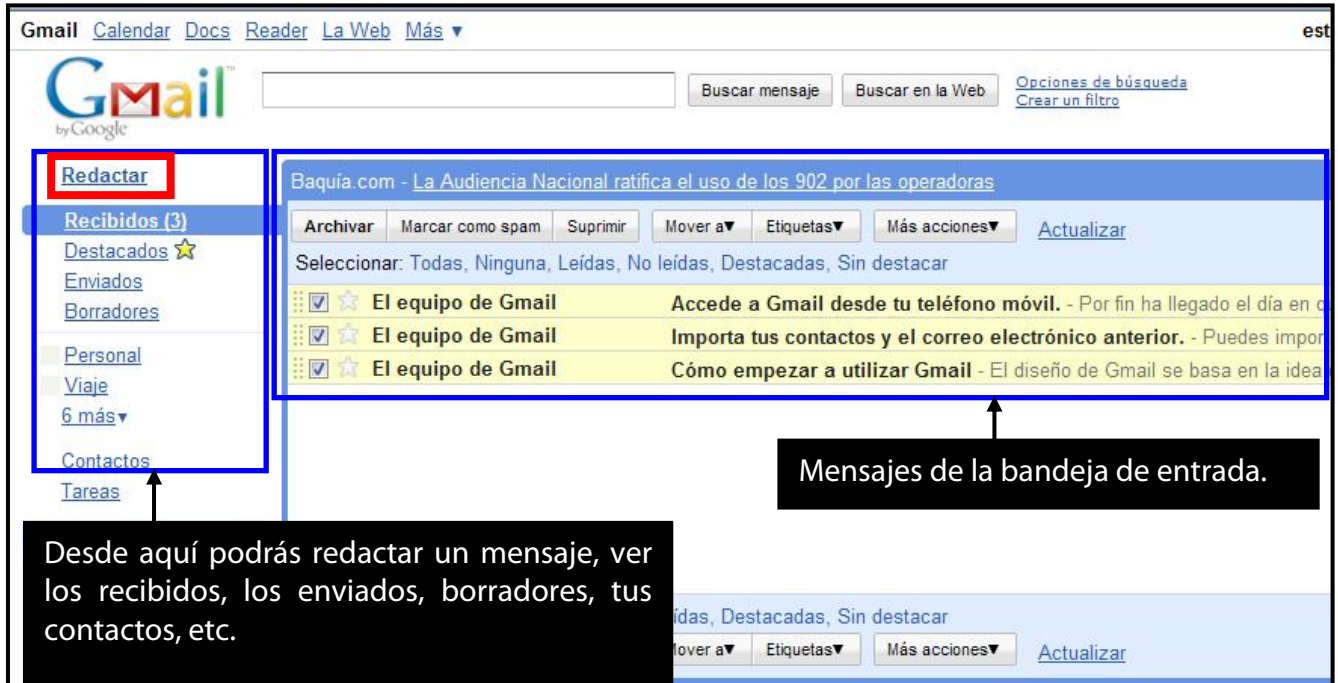 Gmail Calendar Docs Reader La Web Más ▼ est
Gmail™
by Google
Buscar mensaje Buscar en la Web Opciones de búsqueda
Crear un filtro
Redactar
Recibidos (3)
Destacados
Enviados
Borradores
Personal
Viaje
6 más▼
Contactos
Tareas
Baquía.com - La Audiencia Nacional ratifica el uso de los 902 por las operadoras
Archivar Marcar como spam Suprimir Mover a▼ Etiquetas▼ Más acciones▼ Actualizar
Seleccionar: Todas, Ninguna, Leídas, No leídas, Destacadas, Sin destacar
El equipo de Gmail Accede a Gmail desde tu teléfono móvil. - Por fin ha llegado el día en
El equipo de Gmail Importa tus contactos y el correo electrónico anterior. - Puedes impor
El equipo de Gmail Cómo empezar a utilizar Gmail - El diseño de Gmail se basa en la idea
Mensajes de la bandeja de entrada.
Desde aquí podrás redactar un mensaje, ver
los recibidos, los enviados, borradores, tus
contactos, etc.
ídas, Destacadas, Sin destacar
over a▼ Etiquetas▼ Más acciones▼ Actualizar